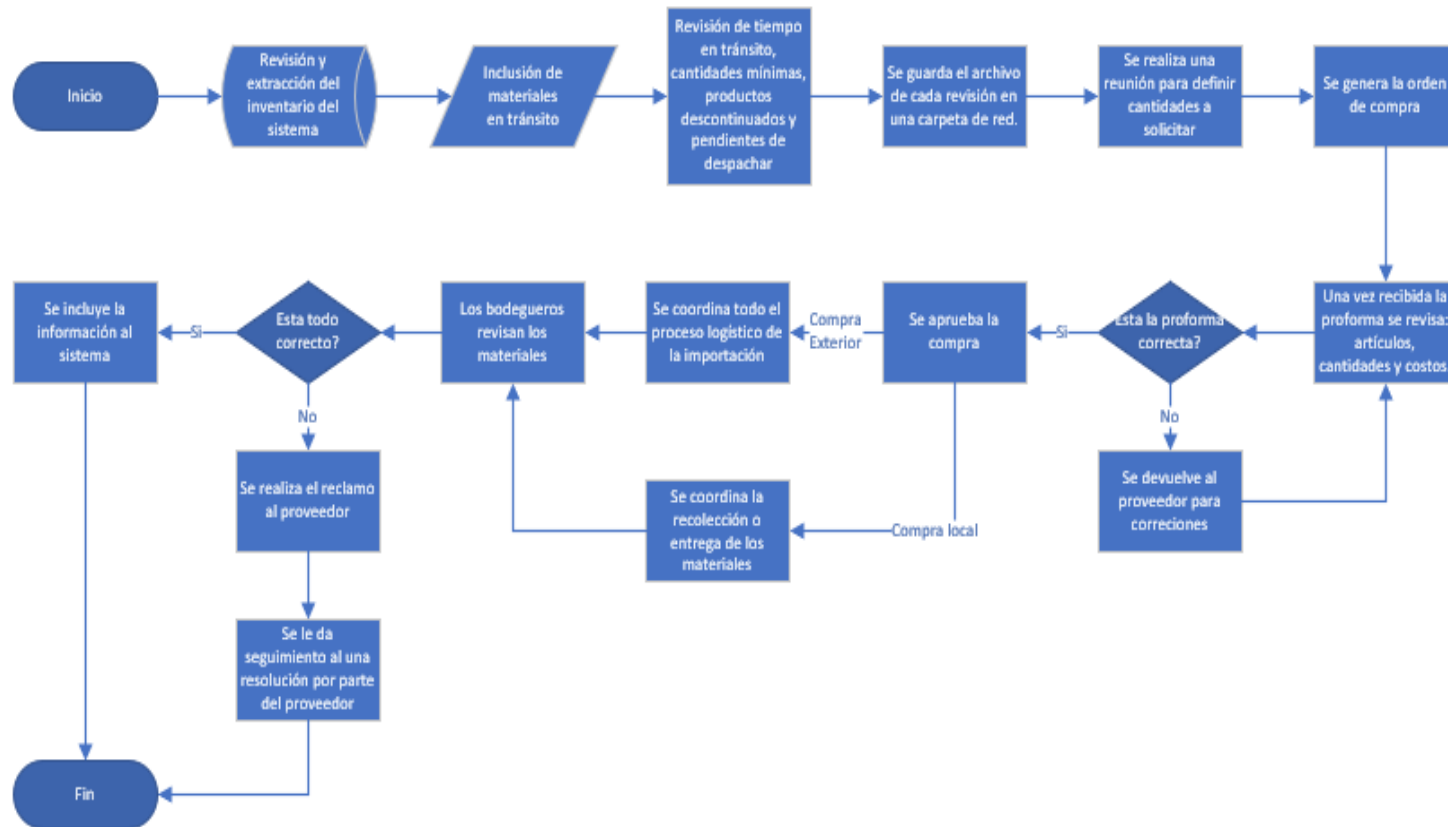 Inicio
Revisión y
extracción del
inventario del
sistema
Inclusión de
materiales
en tránsito
Revisión de tiempo
en tránsito,
cantidades mínimas,
productos
descontinuados y
pendientes de
despachar
Se guarda el archivo
de cada revisión en
una carpeta de red.
Se realiza una
reunión para definir
cantidades a
solicitar
Se genera la orden
de compra
Una vez recibida la
proforma se revisas
artículos,
cantidades y costos.
Esta la proforma
correcta?
Si
No
Se devuelve al
proveedor para
correciones
Se aprueba la
compra
Compra
Exterior
Compra local
Se coordina todo el
proceso logístico de
la importación
Se coordina la
recolección o
entrega de los
materiales
Los bodegueros
revisan los
materiales
Esta todo
correcto?
Si
No
Se incluye la
información al
sistema
Se realiza el reclamo
al proveedor
Se le da
seguimiento al una
resolución por parte
del proveedor
Fin